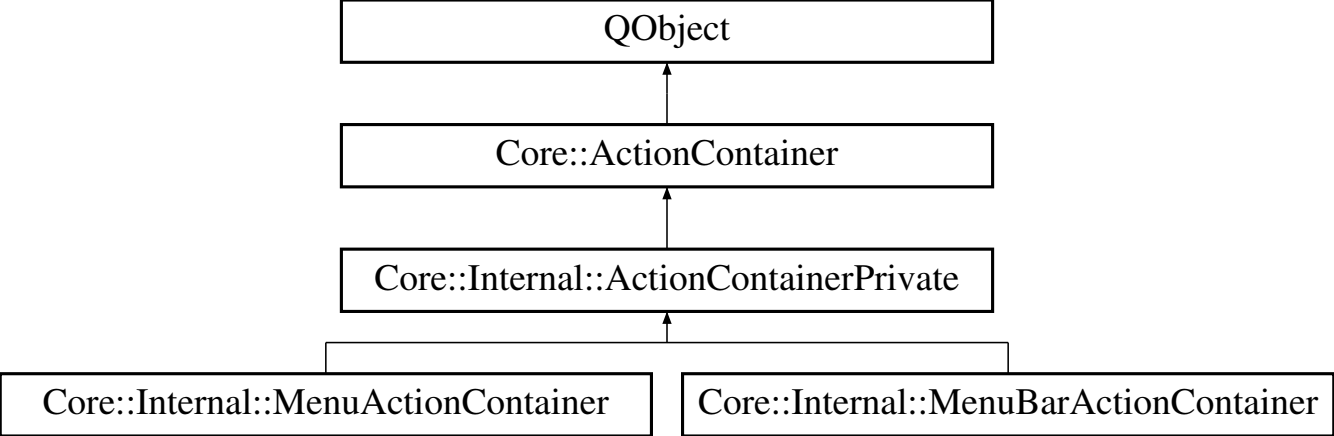 QObject
Core::ActionContainer
Core::Internal::ActionContainerPrivate
Core::Internal::MenuActionContainer
Core::Internal::MenuBarActionContainer